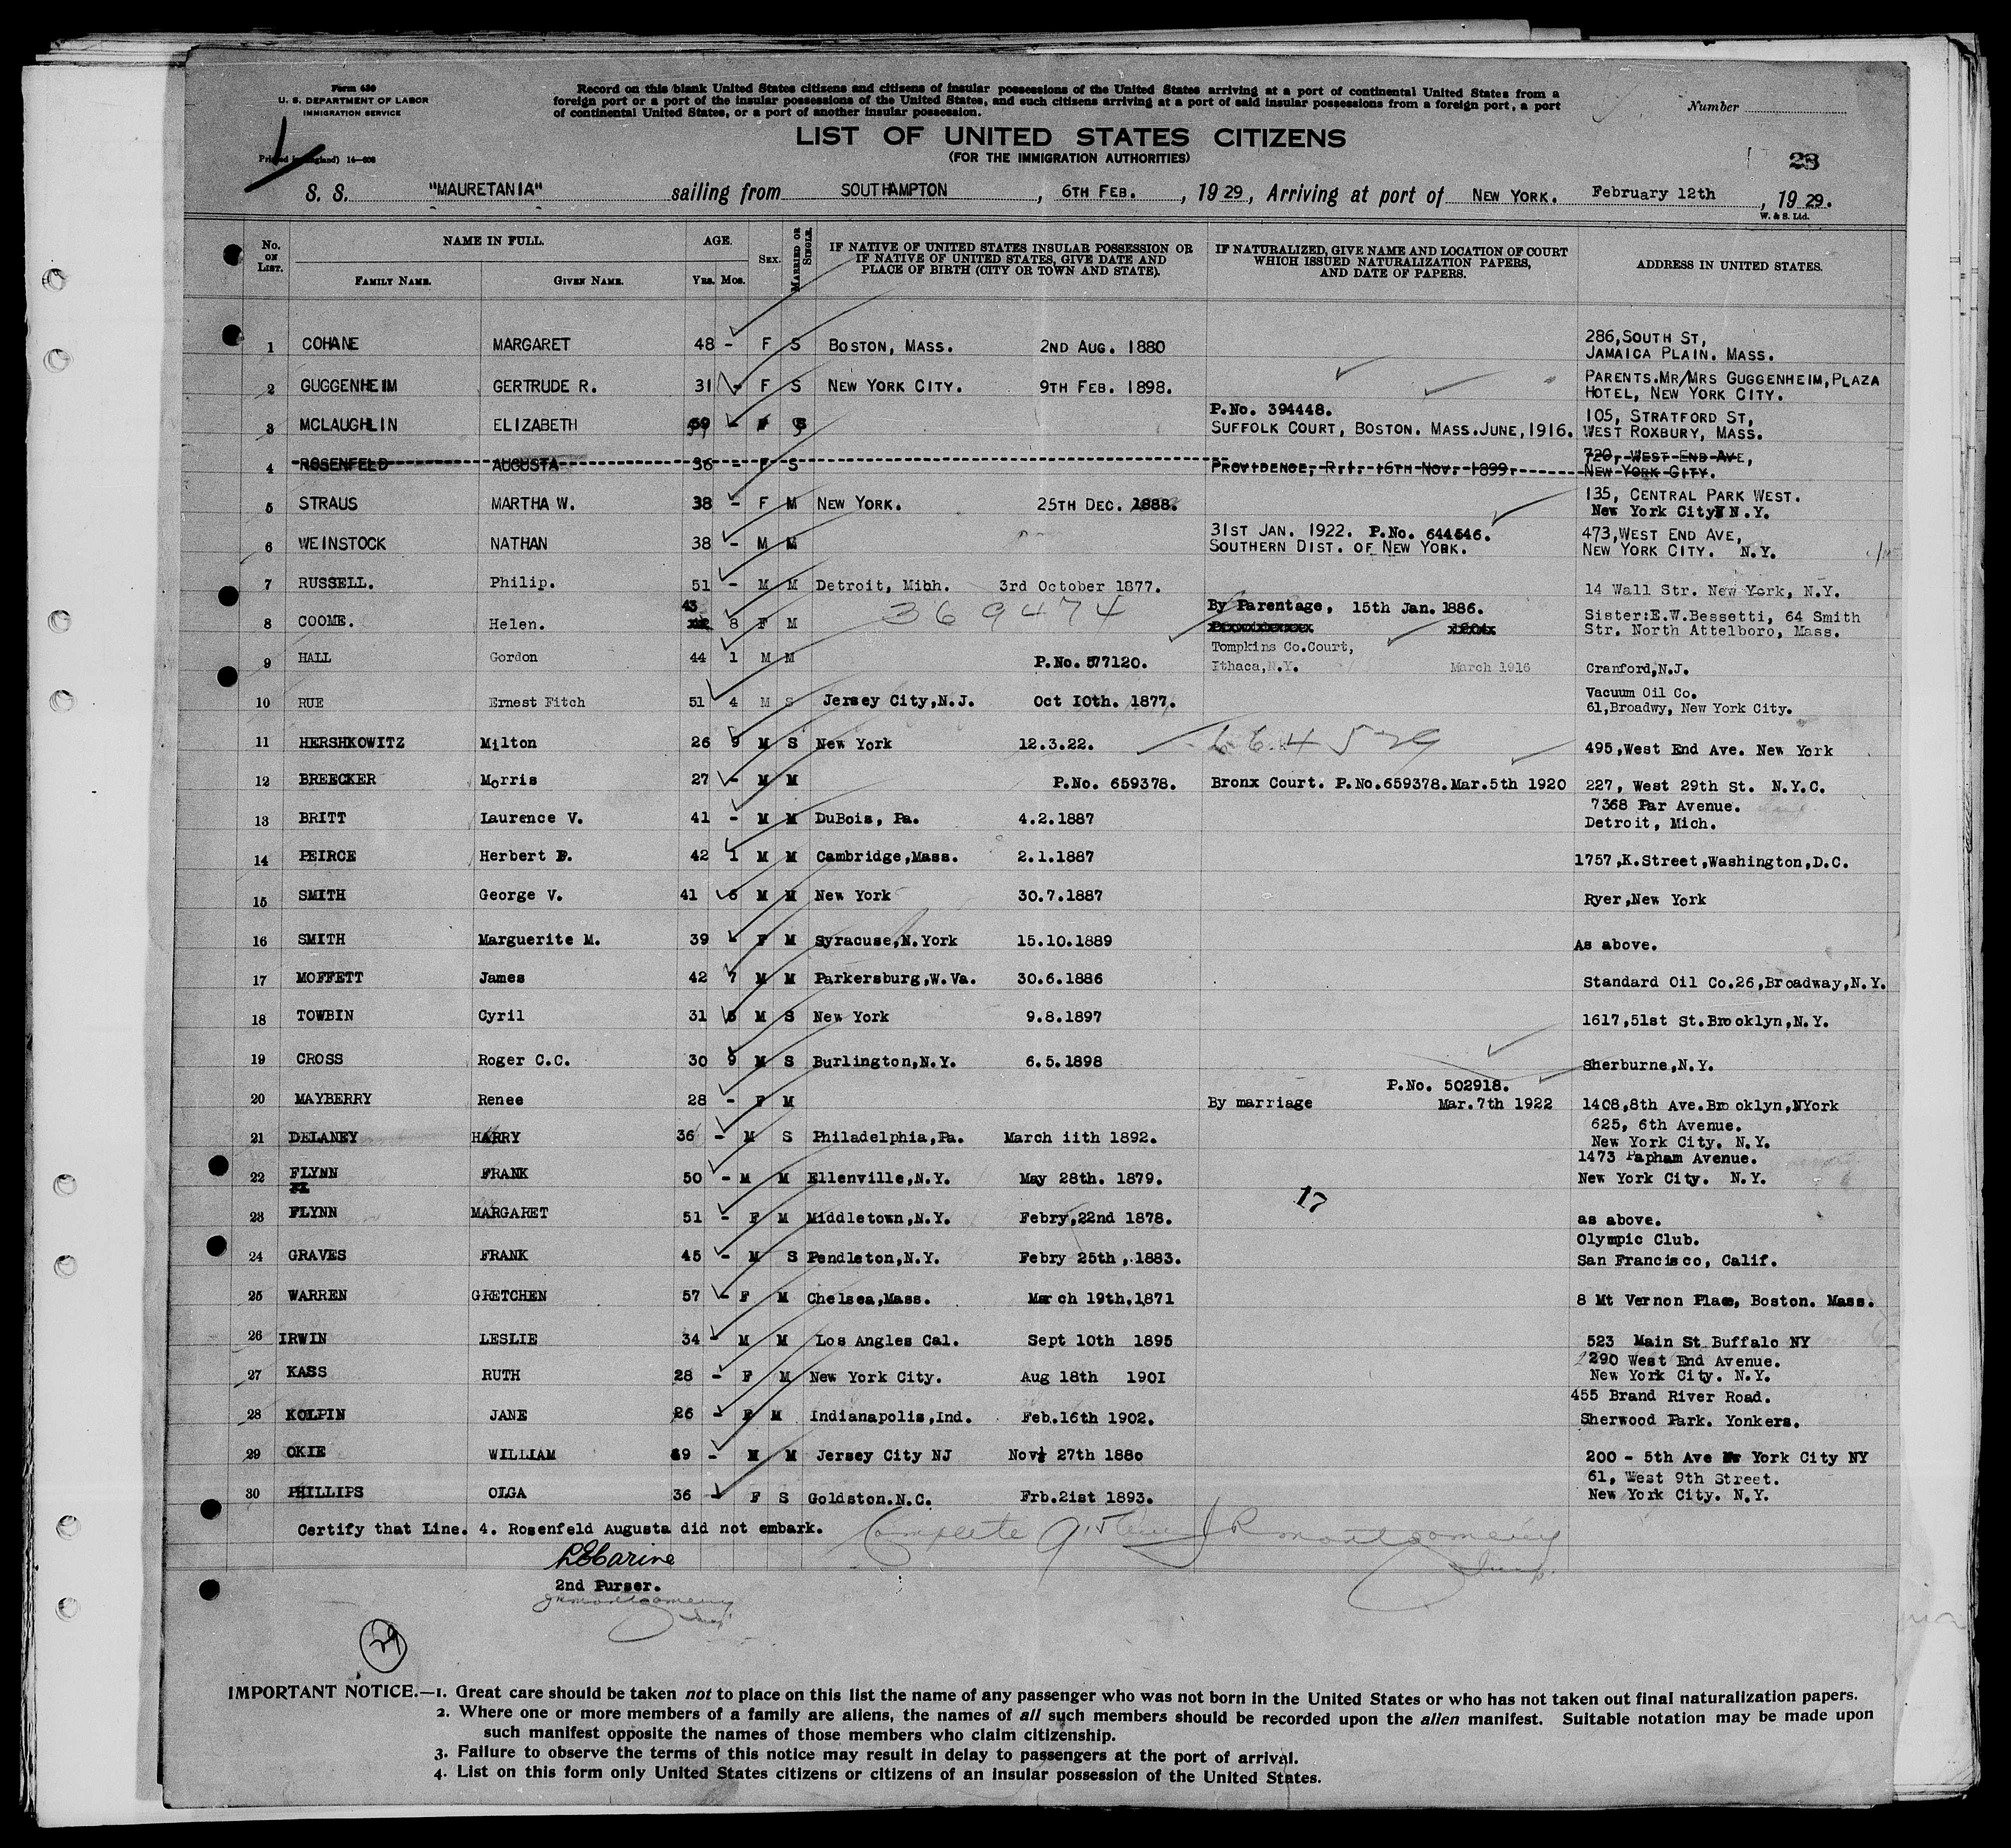 Form 630
U. S. DEPARTMENT OF LABOR
IMMIGRATION SERVICE
Record on this blank United States citizens and citizens of insular possessions of the United States arriving at a port of continental United States from a
foreign port or a port of the insular possessions of the United States, and such citizens arriving at a port of said insular possessions from a foreign port, a port
of continental United States, or a port of another insular possession.
Number
LIST OF UNITED STATES CITIZENS
(FOR THE IMMIGRATION AUTHORITIES)
14—608
23
S. S. "MAURETANIA" sailing from SOUTHAMPTON, 6TH FEB., 1929, Arriving at port of NEW YORK. February 12th, 1929.
W. & S. Ltd.
No. ON LIST. NAME IN FULL. AGE. SEX. MARRIED OR SINGLE. IF NATIVE OF UNITED STATES INSULAR POSSESSION OR IF NATIVE OF UNITED STATES, GIVE DATE AND PLACE OF BIRTH (CITY OR TOWN AND STATE). IF NATURALIZED, GIVE NAME AND LOCATION OF COURT WHICH ISSUED NATURALIZATION PAPERS, AND DATE OF PAPERS. ADDRESS IN UNITED STATES.
FAMILY NAME. GIVEN NAME. YRS. MOS.
1 COHANE MARGARET 48 - F S BOSTON, MASS. 2ND AUG. 1880 286,SOUTH ST, JAMAICA PLAIN. MASS.
2 GUGGENHEIM GERTRUDE R. 31 - F S NEW YORK CITY. 9TH FEB. 1898. PARENTS.MR/MRS GUGGENHEIM,PLAZA HOTEL, NEW YORK CITY.
3 MCLAUGHLIN ELIZABETH 59 - F S P.No. 394448. SUFFOLK COURT, BOSTON. MASS.JUNE,1916. 105, STRATFORD ST, WEST ROXBURY, MASS.
4 ROSENFELD AUGUSTA 36 - F S PROVIDENCE, R.I. 16TH NOV. 1899. 720, WEST END AVE, NEW YORK CITY.
5 STRAUS MARTHA W. 38 - F M NEW YORK. 25TH DEC. 1888. 135, CENTRAL PARK WEST. New York City N.Y.
6 WEINSTOCK NATHAN 38 - M M 31ST JAN. 1922. P.No. 644546. SOUTHERN DIST. OF NEW YORK. 473,WEST END AVE, NEW YORK CITY. N.Y.
7 RUSSELL. Philip. 51 - M M Detroit, Mibh. 3rd October 1877. 14 Wall Str. New York, N.Y.
8 COOME. Helen. 43 8 F M 369474 By Parentage, 15th Jan. 1886. Sister:E.W.Bessetti, 64 Smith Str. North Attelboro, Mass.
9 HALL Gordon 44 1 M M P.No. 577120. Tompkins Co.Court, Ithaca,N.Y. March 1916 Cranford,N.J.
10 RUE Ernest Fitch 51 4 M S Jersey City,N.J. Oct 10th. 1877. Vacuum Oil Co. 61,Broadwy, New York City.
11 HERSHKOWITZ Milton 26 9 M S New York 12.3.22. 664529 495,West End Ave. New York
12 BREECKER Morris 27 - M M P.No. 659378. Bronx Court. P.No.659378.Mar.5th 1920 227, West 29th St. N.Y.C.
13 BRITT Laurence V. 41 - M M DuBois, Pa. 4.2.1887 7368 Par Avenue. Detroit, Mich.
14 PEIRCE Herbert F. 42 1 M M Cambridge,Mass. 2.1.1887 1757,K.Street,Washington,D.C.
15 SMITH George V. 41 6 M M New York 30.7.1887 Ryer,New York
16 SMITH Marguerite M. 39 F M Syracuse,N.York 15.10.1889 As above.
17 MOFFETT James 42 7 M M Parkersburg,W.Va. 30.6.1886 Standard Oil Co.26,Broadway,N.Y.
18 TOWBIN Cyril 31 5 M S New York 9.8.1897 1617,51st St.Brooklyn,N.Y.
19 CROSS Roger C.C. 30 9 M S Burlington,N.Y. 6.5.1898 Sherburne,N.Y.
20 MAYBERRY Renee 28 - F M By marriage P.No. 502918. Mar.7th 1922 1408,8th Ave.Brooklyn,NYork
21 DELANEY HARRY 36 - M S Philadelphia,Pa. March iith 1892. 625, 6th Avenue. New York City. N.Y.
22 FLYNN FRANK 50 - M M Ellenville,N.Y. May 28th. 1879. 1473 Papham Avenue. New York City. N.Y.
17
23 FLYNN MARGARET 51 - F M Middletown,N.Y. Febry,22nd 1878. as above.
24 GRAVES FRANK 45 - M S Pendleton,N.Y. Febry 25th,.1883. Olympic Club. San Francisco, Calif.
25 WARREN GRETCHEN 57 - F M Chelsea,Mass. March 19th.1871 8 Mt Vernon Place, Boston. Mass.
26 IRWIN LESLIE 34 - M M Los Angles Cal. Sept 10th 1895 523 Main St Buffalo NY
27 KASS RUTH 28 - F M New York City. Aug 18th 1901 290 West End Avenue. New York City. N.Y.
28 KOLPIN JANE 26 - F M Indianapolis,Ind. Feb.16th 1902. 455 Brand River Road. Sherwood Park. Yonkers.
29 OKIE WILLIAM 49 - M M Jersey City NJ Nov 27th 1880 200 - 5th Ave York City NY
30 PHILLIPS OLGA 36 - F S Goldston.N.C. Frb.2ist 1893. 61, West 9th Street. New York City. N.Y.
Certify that Line. 4. Rosenfeld Augusta did not embark.
Complete JR Montgomery
2nd Purser.
JRMontgomery
29
IMPORTANT NOTICE.—1. Great care should be taken not to place on this list the name of any passenger who was not born in the United States or who has not taken out final naturalization papers.
2. Where one or more members of a family are aliens, the names of all such members should be recorded upon the alien manifest. Suitable notation may be made upon
such manifest opposite the names of those members who claim citizenship.
3. Failure to observe the terms of this notice may result in delay to passengers at the port of arrival.
4. List on this form only United States citizens or citizens of an insular possession of the United States.